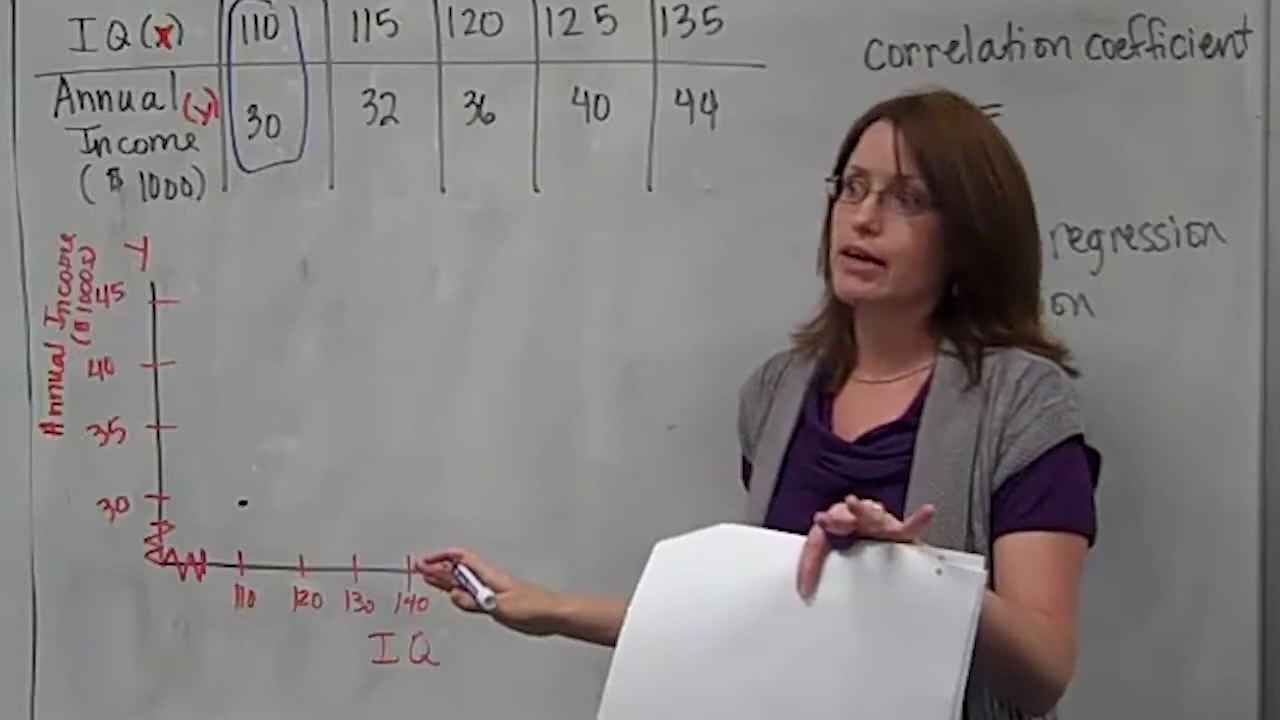 IQ (x) 110 115 120 125 135
Annual (y) 30 32 36 40 44
Income
($ 1000)
correlation coefficient
=
regression
on
Y
Annual Income
($ 1000s)
45
40
35
30
110 120 130 140
IQ